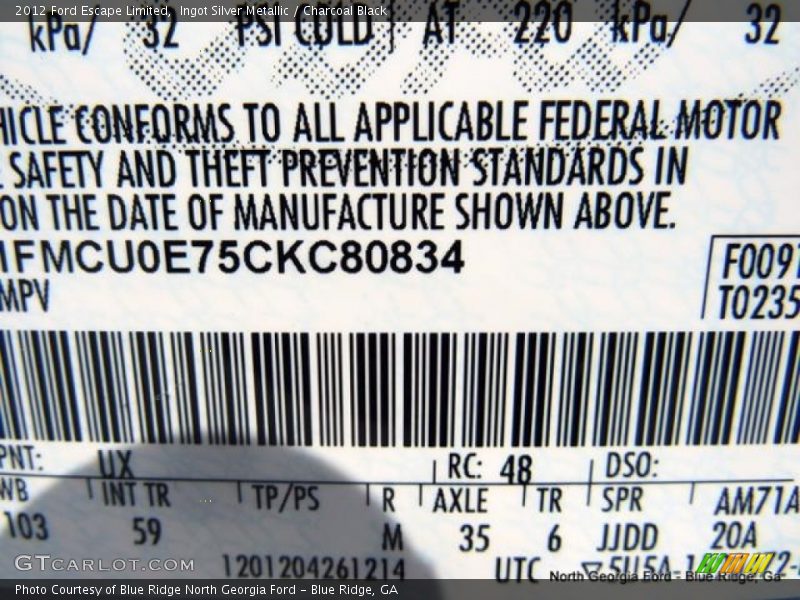 2012 Ford Escape Limited,  Ingot Silver Metallic / Charcoal Black
kPa/ 32 PSI COLD AT 220 kPa/ 32
HICLE CONFORMS TO ALL APPLICABLE FEDERAL MOTOR
SAFETY AND THEFT PREVENTION STANDARDS IN
ON THE DATE OF MANUFACTURE SHOWN ABOVE.
1FMCU0E75CKC80834
F0091
MPV
T0235
PNT: UX RC: 48 DSO:
WB INT TR TP/PS R AXLE TR SPR AM71A
103 59 M 35 6 JJDD 20A
1201204261214 UTC
GTCARLOT.COM
North Georgia Ford - Blue Ridge, Ga
Photo Courtesy of Blue Ridge North Georgia Ford – Blue Ridge, GA